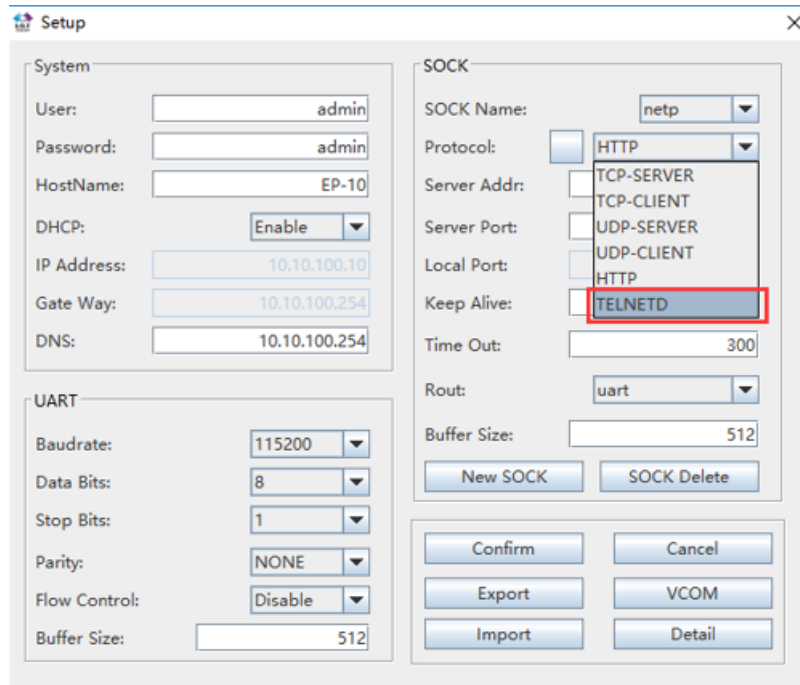 Setup
System
User: admin
Password: admin
HostName: EP-10
DHCP: Enable
IP Address: 10.10.100.10
Gate Way: 10.10.100.254
DNS: 10.10.100.254
UART
Baudrate: 115200
Data Bits: 8
Stop Bits: 1
Parity: NONE
Flow Control: Disable
Buffer Size: 512
SOCK
SOCK Name: netp
Protocol: HTTP
TCP-SERVER
TCP-CLIENT
UDP-SERVER
UDP-CLIENT
HTTP
TELNETD
Server Addr:
Server Port:
Local Port:
Keep Alive:
Time Out: 300
Rout: uart
Buffer Size: 512
New SOCK SOCK Delete
Confirm Cancel
Export VCOM
Import Detail